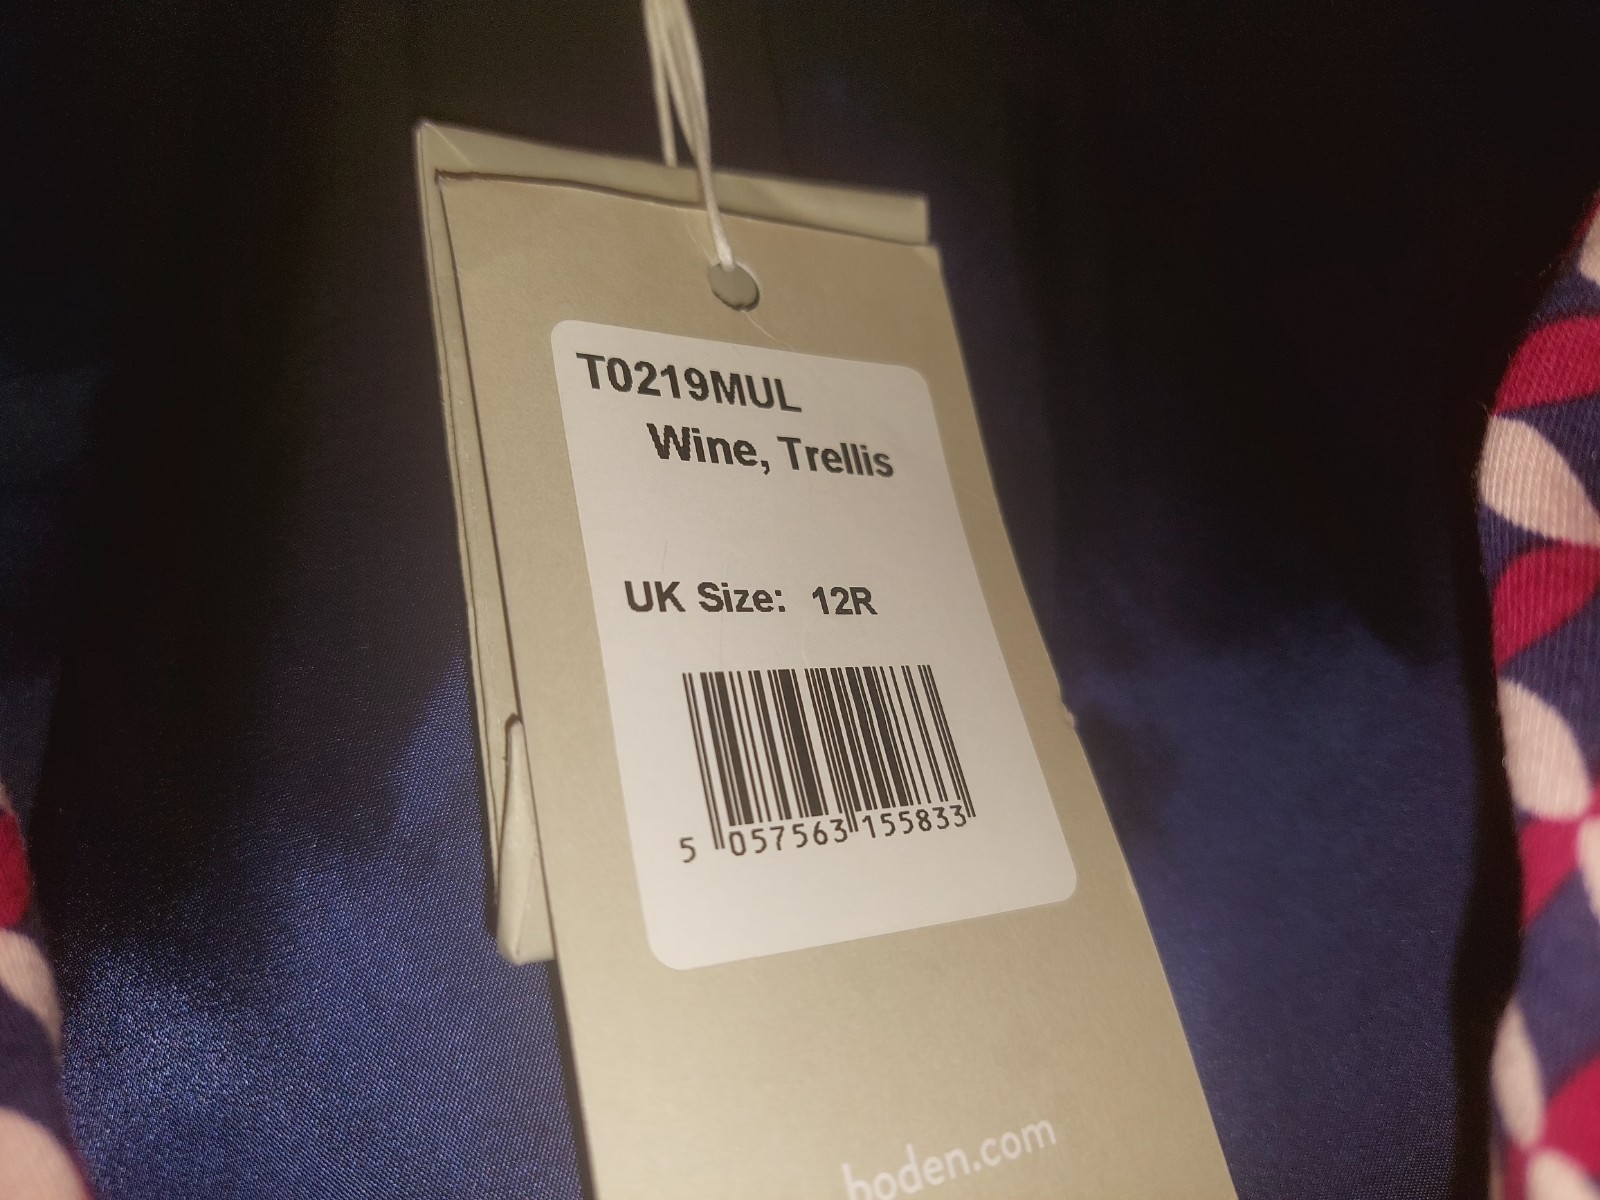 T0219MUL
Wine, Trellis
UK Size: 12R
5 057563 155833
boden.com